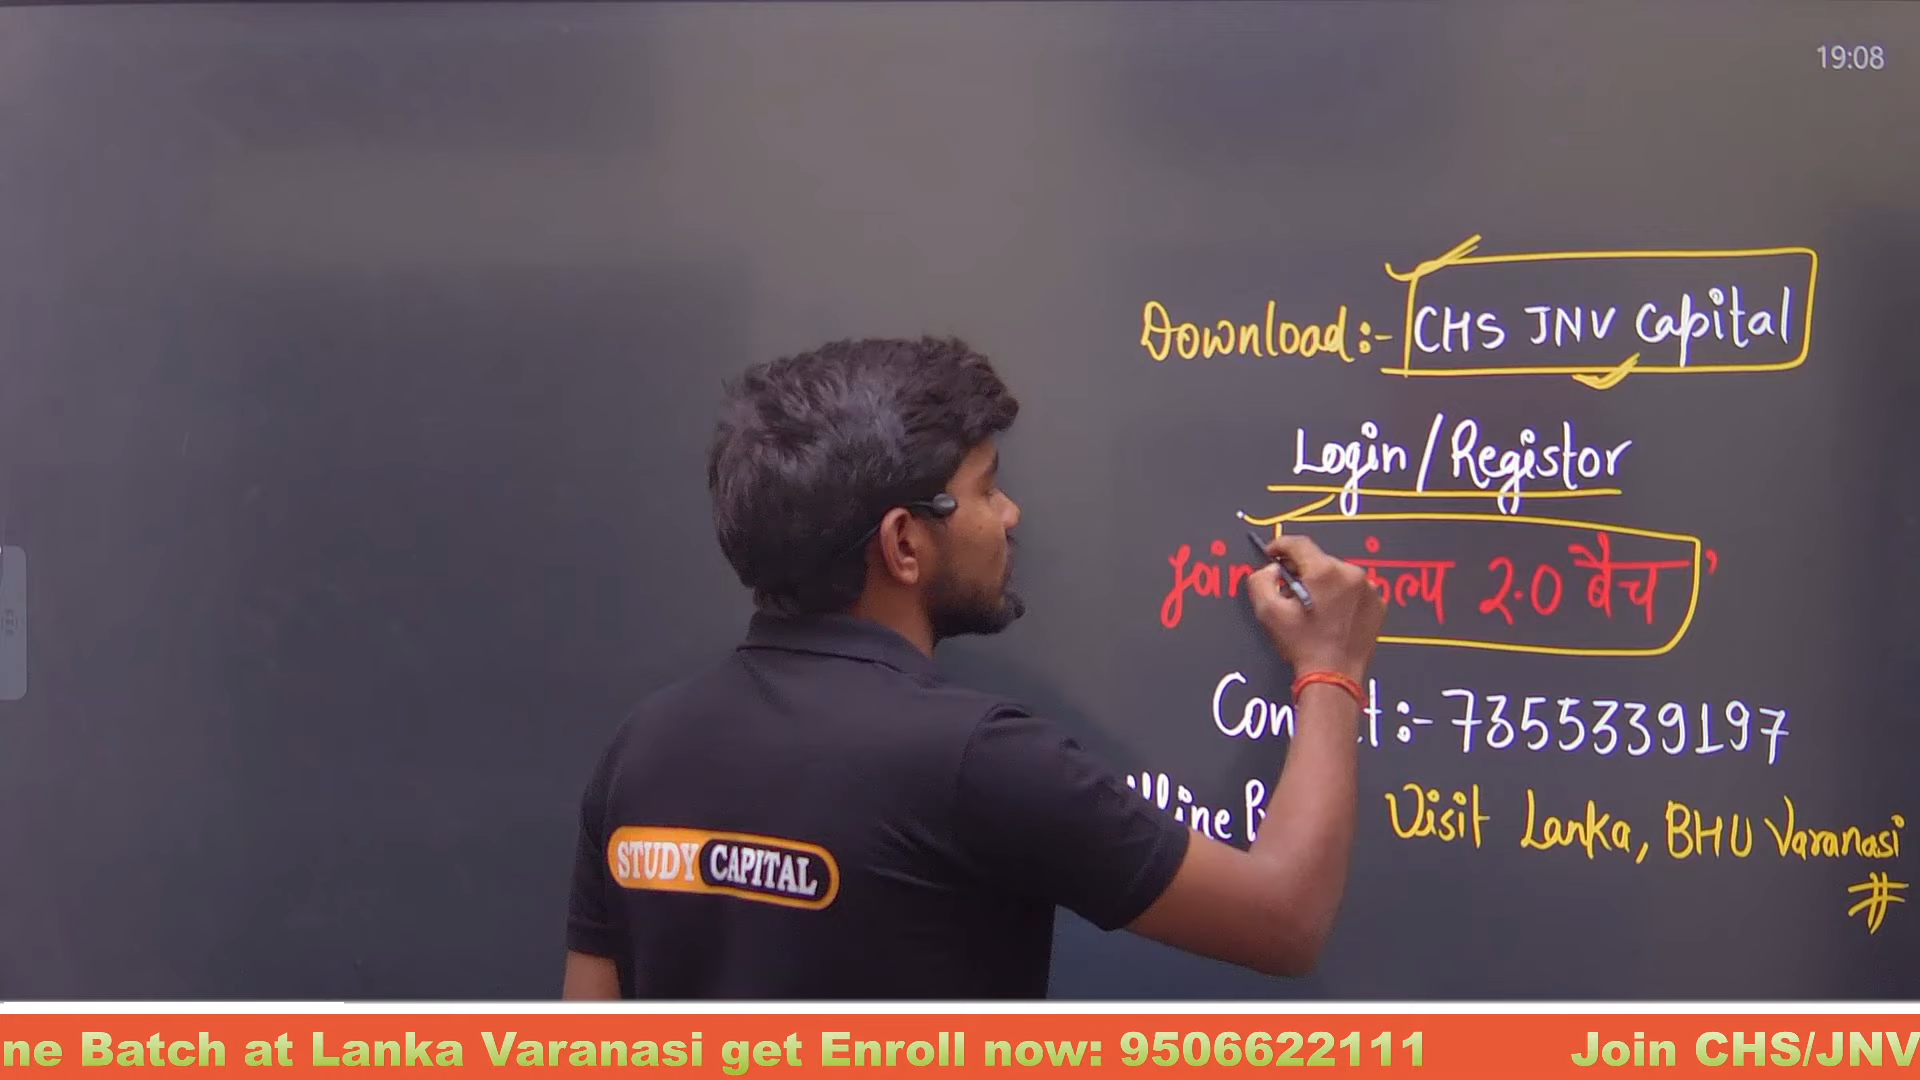 19:08
Download:- CHS JNV Capital
Login / Registor
Join 2.0 बैच’
:- 7355339197
Visit Lanka, BHU Varanasi
#
STUDY CAPITAL
ne Batch at Lanka Varanasi get Enroll now: 9506622111 Join CHS/JNV